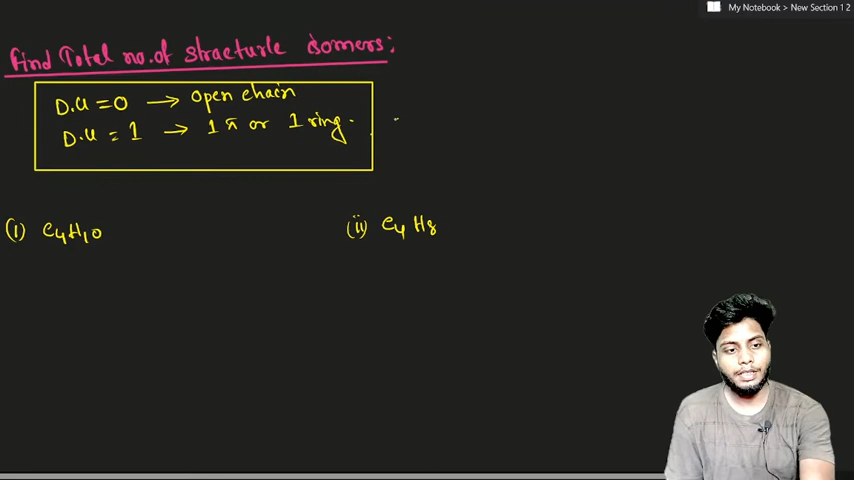 My Notebook > New Section 1 2
find Total no. of structure isomers:
D.U = 0 → open chain
D.U = 1 → 1 π or 1 ring.
(i) C4H10
(ii) C4H8